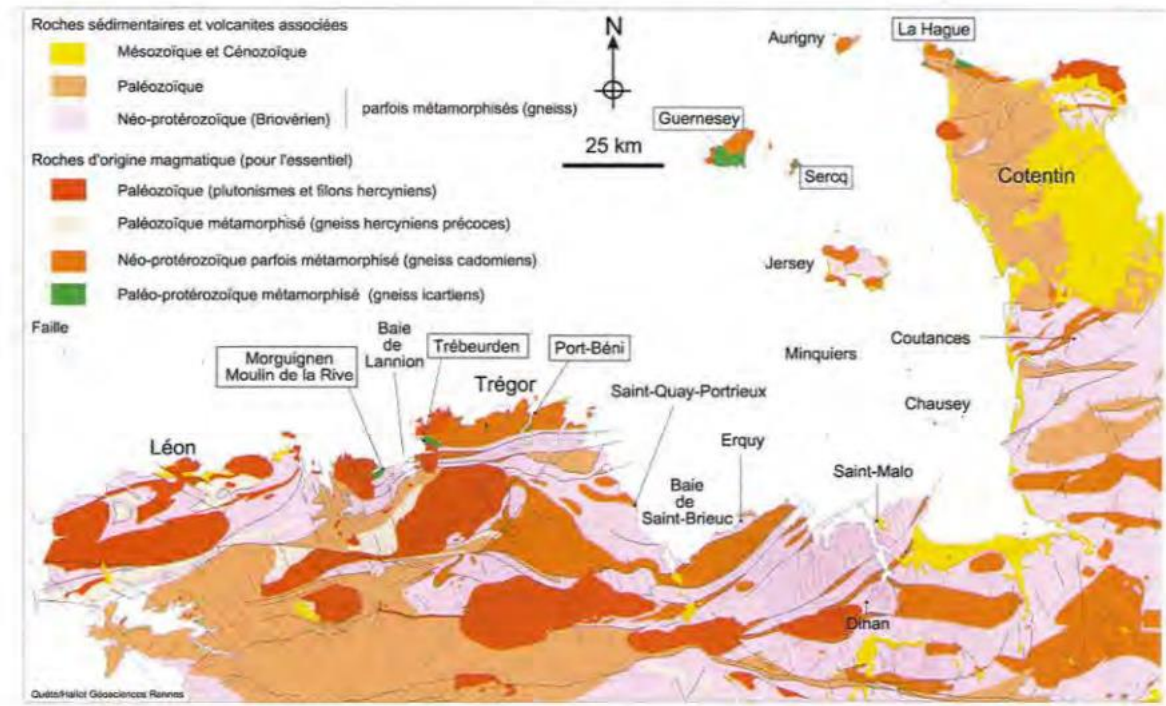 Roches sédimentaires et volcanites associées
Mésozoïque et Cénozoïque
Paléozoïque
Néo-protérozoïque (Briovérien)
parfois métamorphisés (gneiss)
Roches d'origine magmatique (pour l'essentiel)
Paléozoïque (plutonismes et filons hercyniens)
Paléozoïque métamorphisé (gneiss hercyniens précoces)
Néo-protérozoïque parfois métamorphisé (gneiss cadomiens)
Paléo-protérozoïque métamorphisé (gneiss icartiens)
Faille
N
25 km
Aurigny
La Hague
Guernesey
Sercq
Cotentin
Jersey
Coutances
Minquiers
Chausey
Baie
de
Lannion
Morguignen
Moulin de la Rive
Trébeurden
Port-Béni
Trégor
Saint-Quay-Portrieux
Léon
Erquy
Baie
de
Saint-Brieuc
Saint-Malo
Dinan
Quété/Hallot Géosciences Rennes